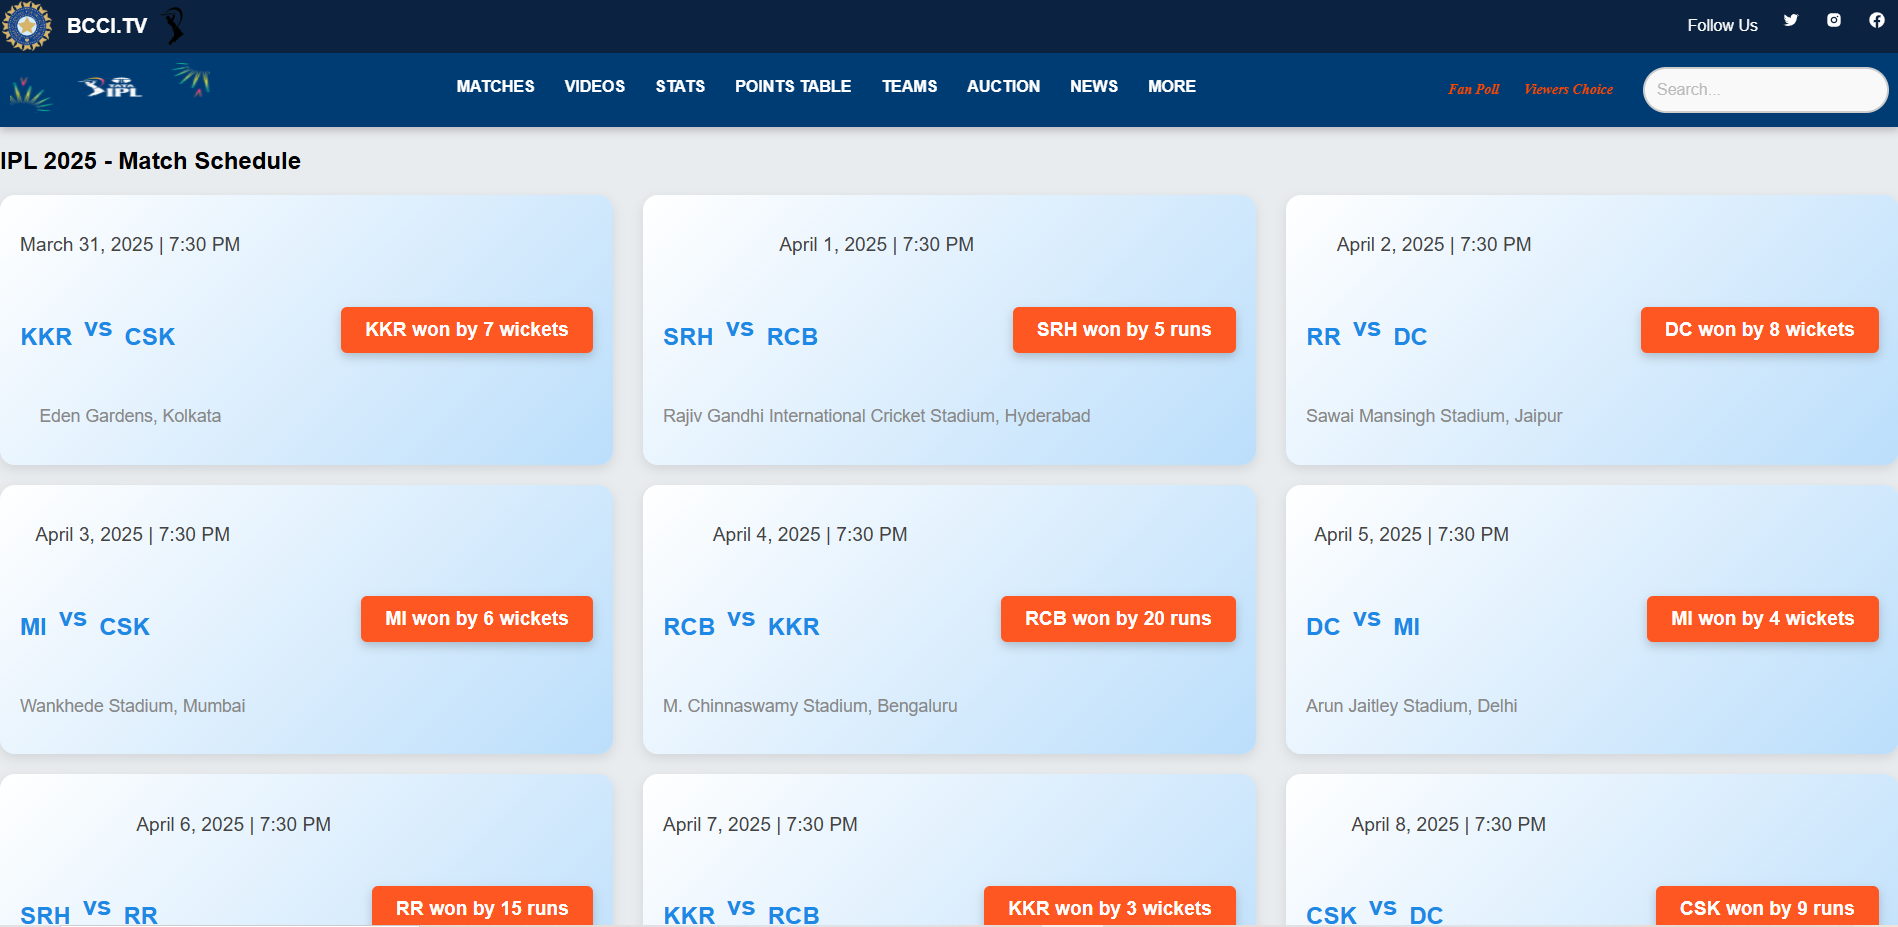 BCCI.TV
Follow Us
TATA
IPL
MATCHES VIDEOS STATS POINTS TABLE TEAMS AUCTION NEWS MORE
Fan Poll Viewers Choice
Search...
IPL 2025 - Match Schedule
March 31, 2025 | 7:30 PM
KKR VS CSK
KKR won by 7 wickets
Eden Gardens, Kolkata
April 1, 2025 | 7:30 PM
SRH VS RCB
SRH won by 5 runs
Rajiv Gandhi International Cricket Stadium, Hyderabad
April 2, 2025 | 7:30 PM
RR VS DC
DC won by 8 wickets
Sawai Mansingh Stadium, Jaipur
April 3, 2025 | 7:30 PM
MI VS CSK
MI won by 6 wickets
Wankhede Stadium, Mumbai
April 4, 2025 | 7:30 PM
RCB VS KKR
RCB won by 20 runs
M. Chinnaswamy Stadium, Bengaluru
April 5, 2025 | 7:30 PM
DC VS MI
MI won by 4 wickets
Arun Jaitley Stadium, Delhi
April 6, 2025 | 7:30 PM
SRH VS RR
RR won by 15 runs
April 7, 2025 | 7:30 PM
KKR VS RCB
KKR won by 3 wickets
April 8, 2025 | 7:30 PM
CSK VS DC
CSK won by 9 runs